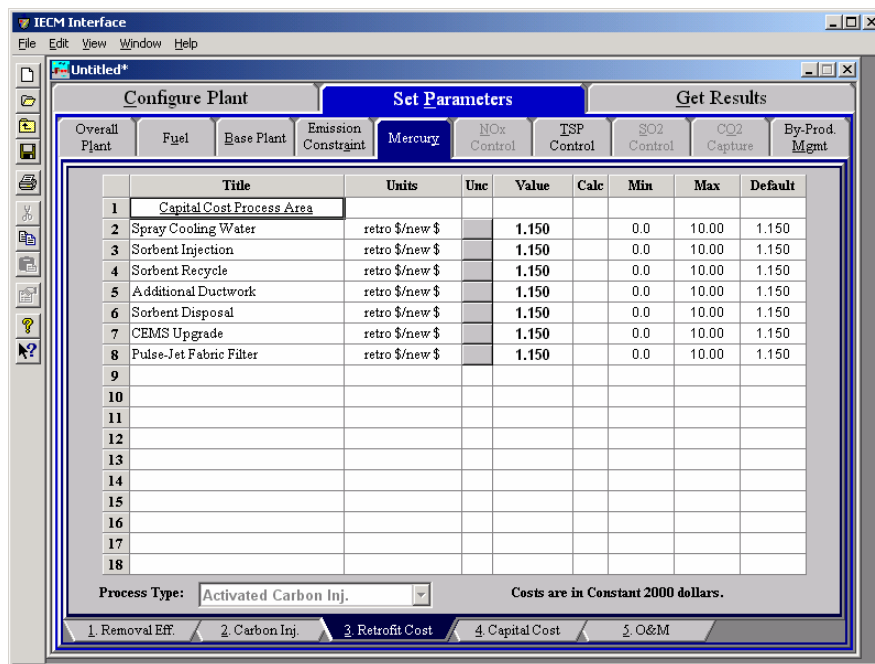 IECM Interface
File Edit View Window Help
Untitled*
Configure Plant Set Parameters Get Results
Overall Plant Fuel Base Plant Emission Constraint Mercury NOx Control TSP Control SO2 Control CO2 Capture By-Prod. Mgmt
Title Units Unc Value Calc Min Max Default
1 Capital Cost Process Area
2 Spray Cooling Water retro $/new $ 1.150 0.0 10.00 1.150
3 Sorbent Injection retro $/new $ 1.150 0.0 10.00 1.150
4 Sorbent Recycle retro $/new $ 1.150 0.0 10.00 1.150
5 Additional Ductwork retro $/new $ 1.150 0.0 10.00 1.150
6 Sorbent Disposal retro $/new $ 1.150 0.0 10.00 1.150
7 CEMS Upgrade retro $/new $ 1.150 0.0 10.00 1.150
8 Pulse-Jet Fabric Filter retro $/new $ 1.150 0.0 10.00 1.150
9
10
11
12
13
14
15
16
17
18
Process Type: Activated Carbon Inj. Costs are in Constant 2000 dollars.
1. Removal Eff. 2. Carbon Inj. 3. Retrofit Cost 4. Capital Cost 5. O&M